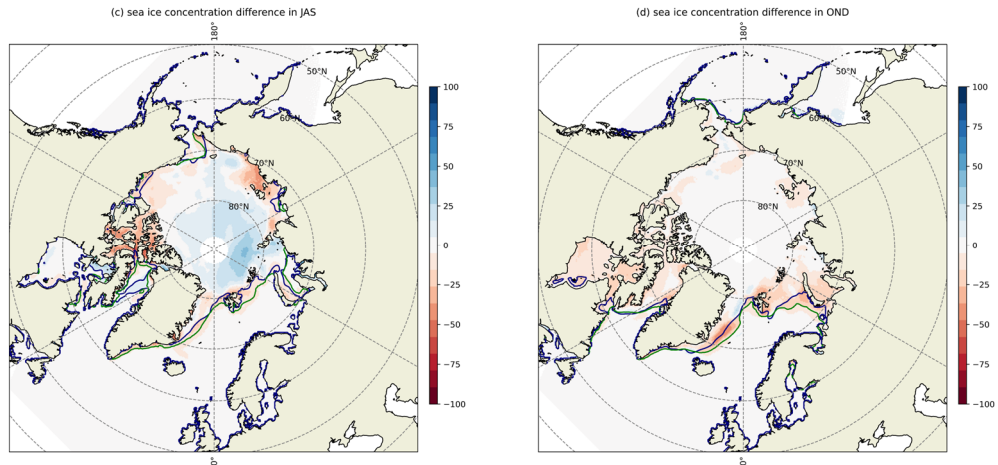 (c) sea ice concentration difference in JAS
180°
50°N
60°N
70°N
80°N
0°
100
75
50
25
0
−25
−50
−75
−100
(d) sea ice concentration difference in OND
180°
50°N
60°N
70°N
80°N
0°
100
75
50
25
0
−25
−50
−75
−100